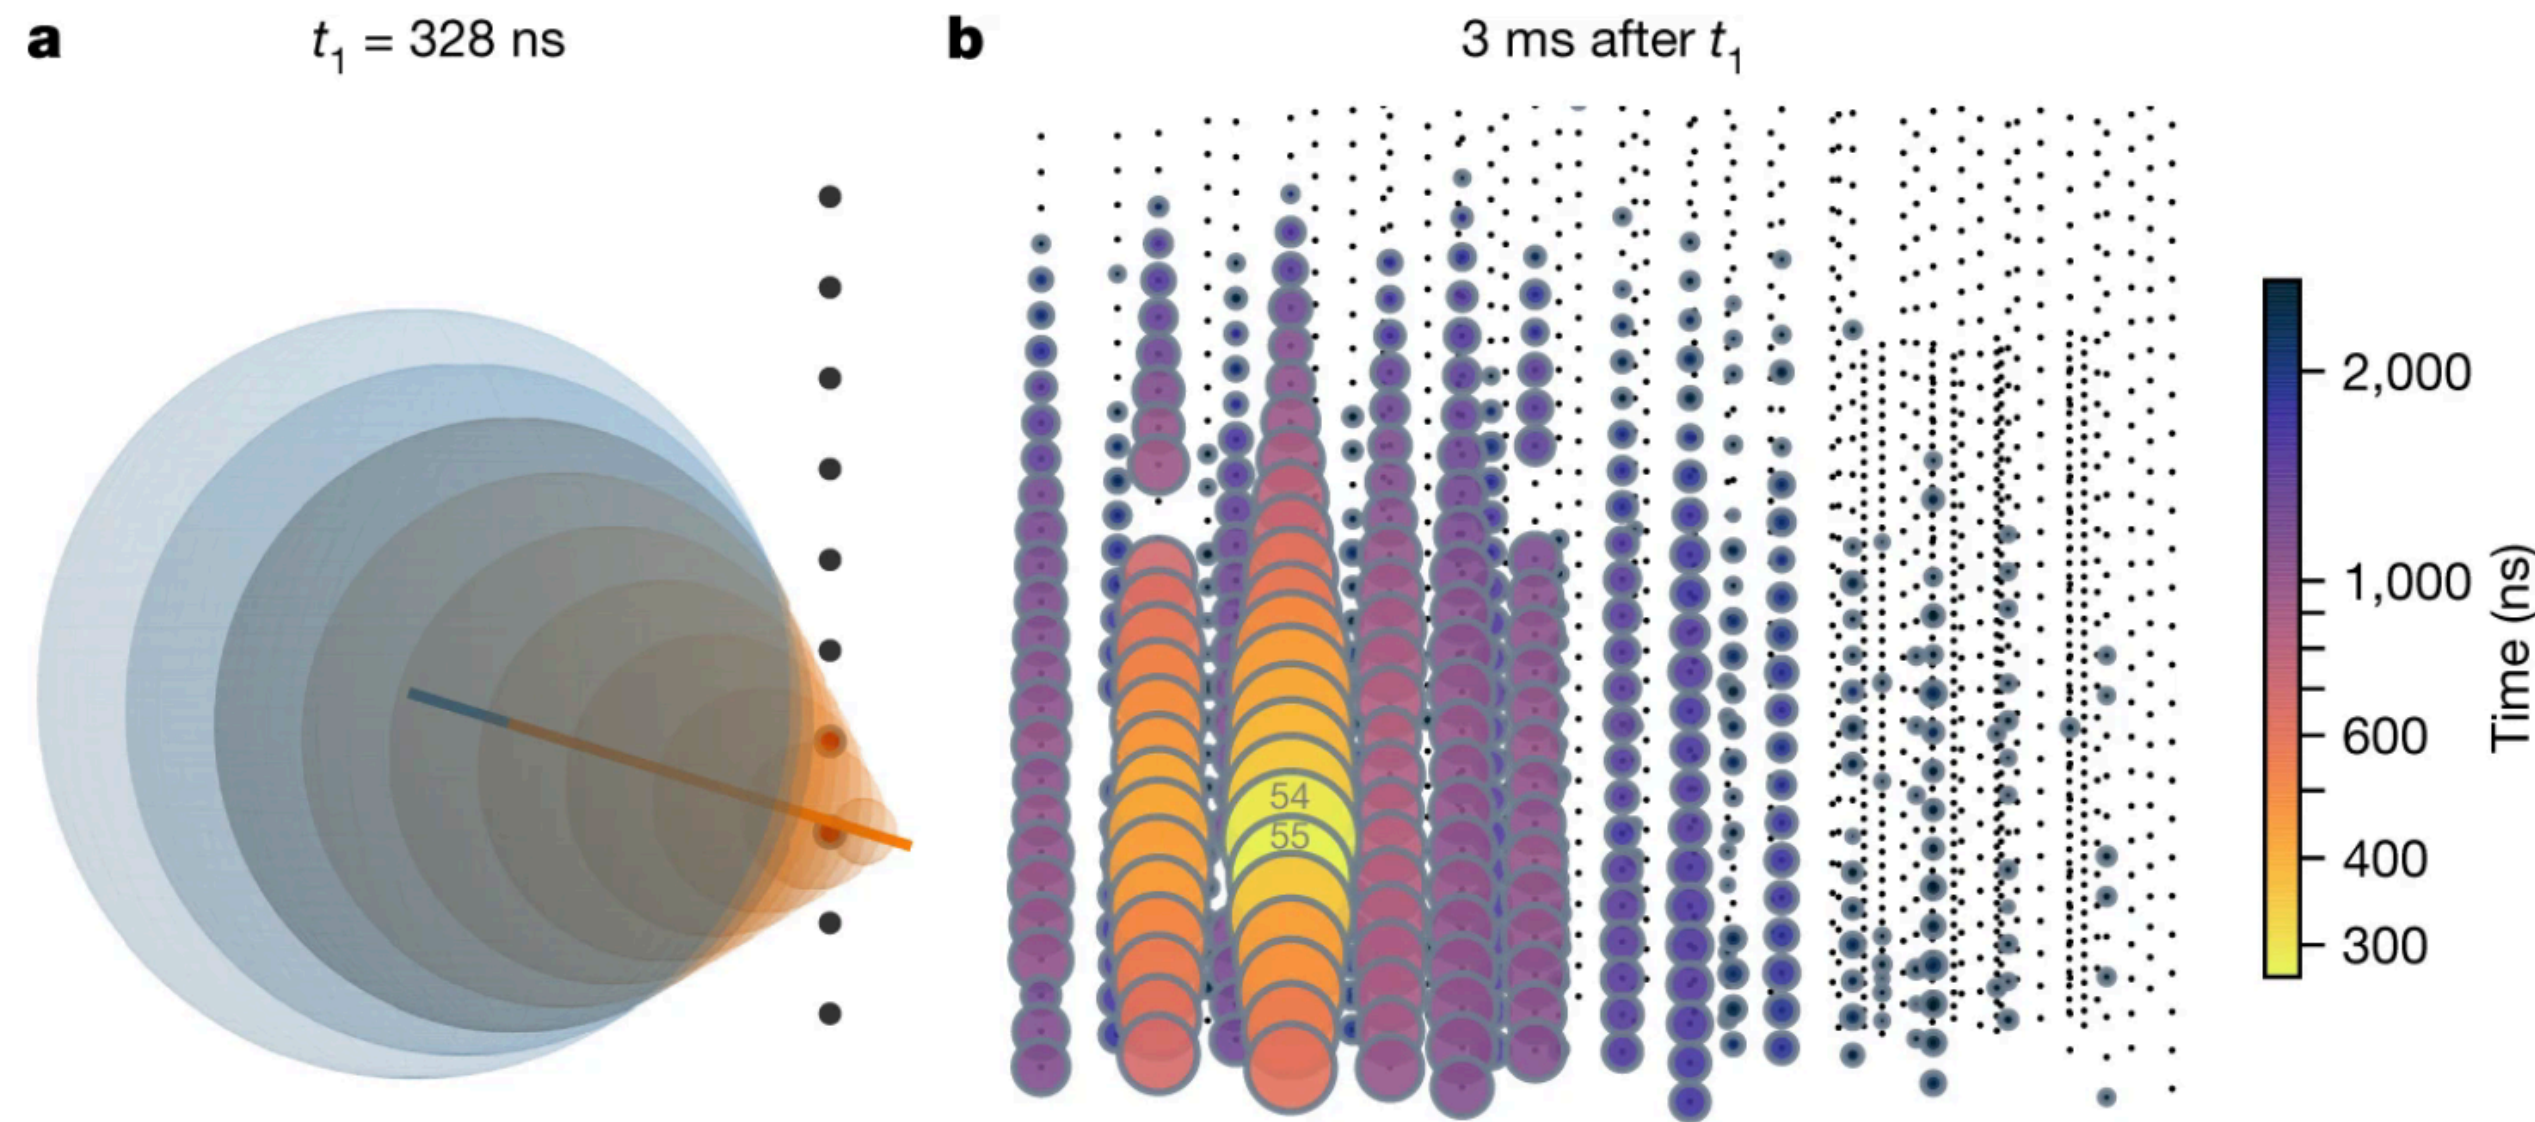 a
t₁ = 328 ns
b
3 ms after t₁
54
55
2,000
1,000
600
400
300
Time (ns)